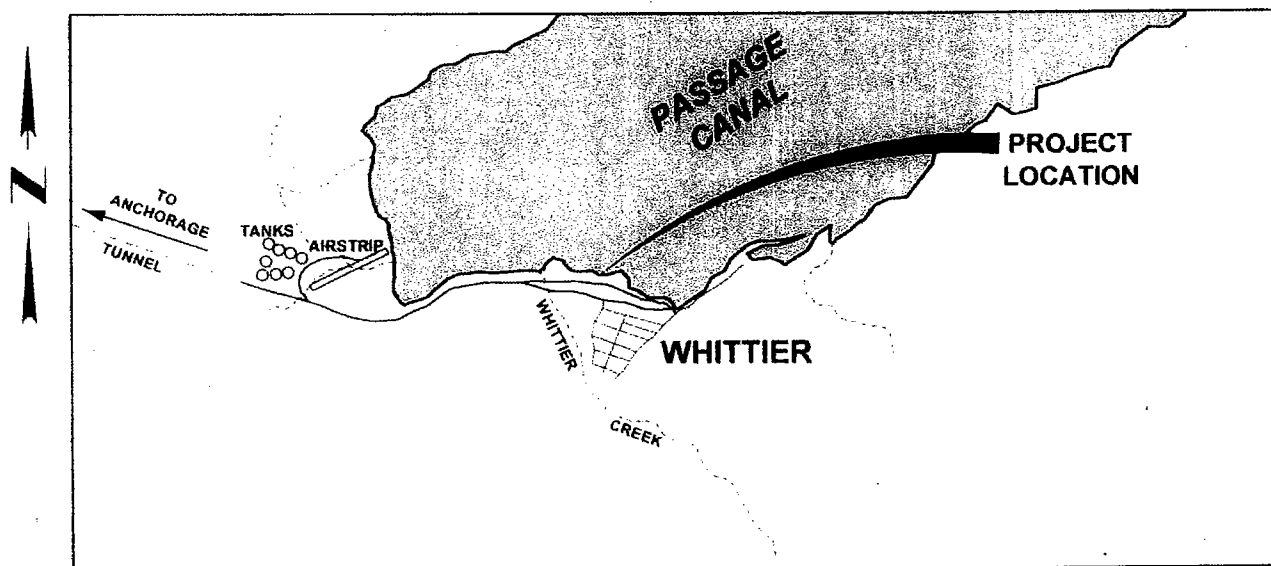 N
PASSAGE
CANAL
PROJECT
LOCATION
TO
ANCHORAGE
TUNNEL
TANKS
AIRSTRIP
WHITTIER
WHITTIER
CREEK